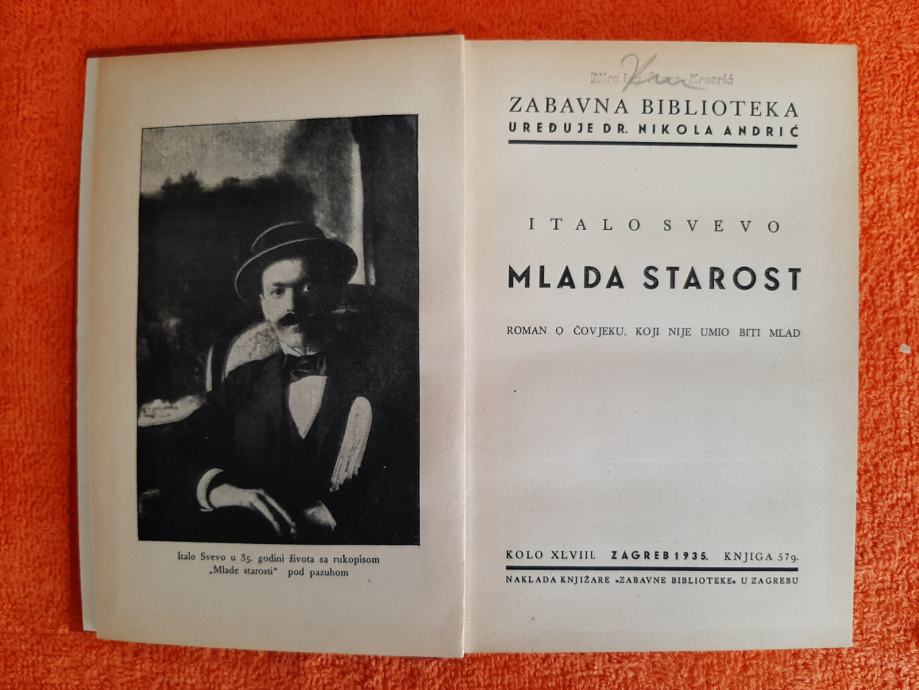 Italo Svevo u 35. godini života sa rukopisom
„Mlade starosti“ pod pazuhom
ZABAVNA BIBLIOTEKA
UREĐUJE DR. NIKOLA ANDRIĆ
ITALO SVEVO
MLADA STAROST
ROMAN O ČOVJEKU, KOJI NIJE UMIO BITI MLAD
KOLO XLVIII. ZAGREB 1935. KNJIGA 579.
NAKLADA KNJIŽARE »ZABAVNE BIBLIOTEKE« U ZAGREBU